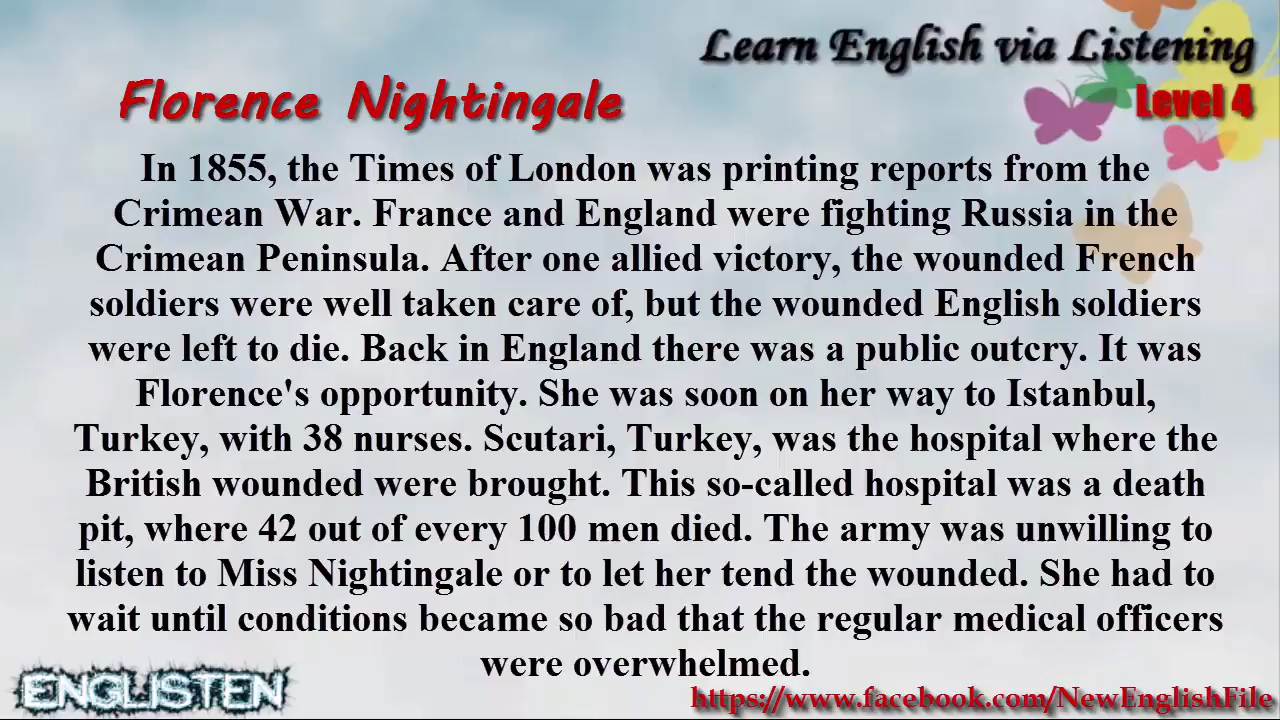 Learn English via Listening
Florence Nightingale
Level 4
In 1855, the Times of London was printing reports from the
Crimean War. France and England were fighting Russia in the
Crimean Peninsula. After one allied victory, the wounded French
soldiers were well taken care of, but the wounded English soldiers
were left to die. Back in England there was a public outcry. It was
Florence's opportunity. She was soon on her way to Istanbul,
Turkey, with 38 nurses. Scutari, Turkey, was the hospital where the
British wounded were brought. This so-called hospital was a death
pit, where 42 out of every 100 men died. The army was unwilling to
listen to Miss Nightingale or to let her tend the wounded. She had to
wait until conditions became so bad that the regular medical officers
were overwhelmed.
ENGLISTEN
https://www.facebook.com/NewEnglishFile